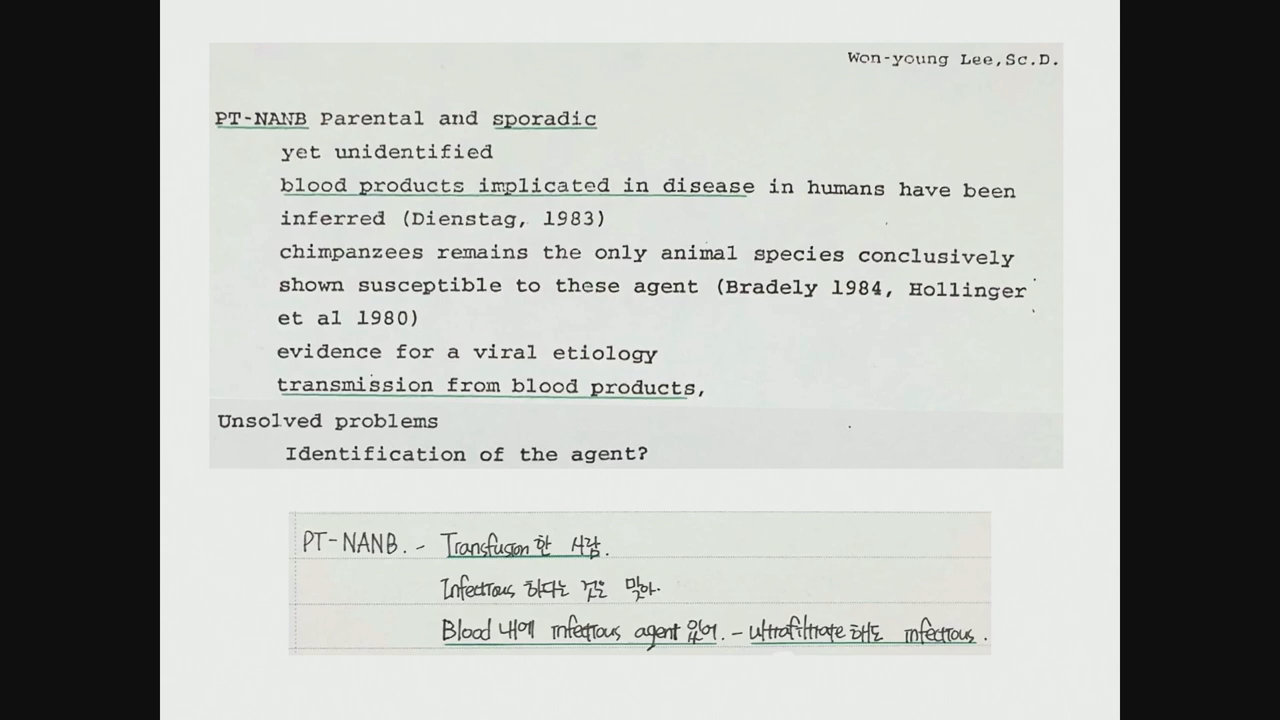 Won-young Lee,Sc.D.
PT-NANB Parental and sporadic
yet unidentified
blood products implicated in disease in humans have been
inferred (Dienstag, 1983)
chimpanzees remains the only animal species conclusively
shown susceptible to these agent (Bradely 1984, Hollinger
et al 1980)
evidence for a viral etiology
transmission from blood products,
Unsolved problems
Identification of the agent?
PT-NANB. - Transfusion 한 사람.
Infectious 하다는 것은 맞아.
Blood 내에 infectious agent 있어. - ultrafiltrate 해도 infectious.